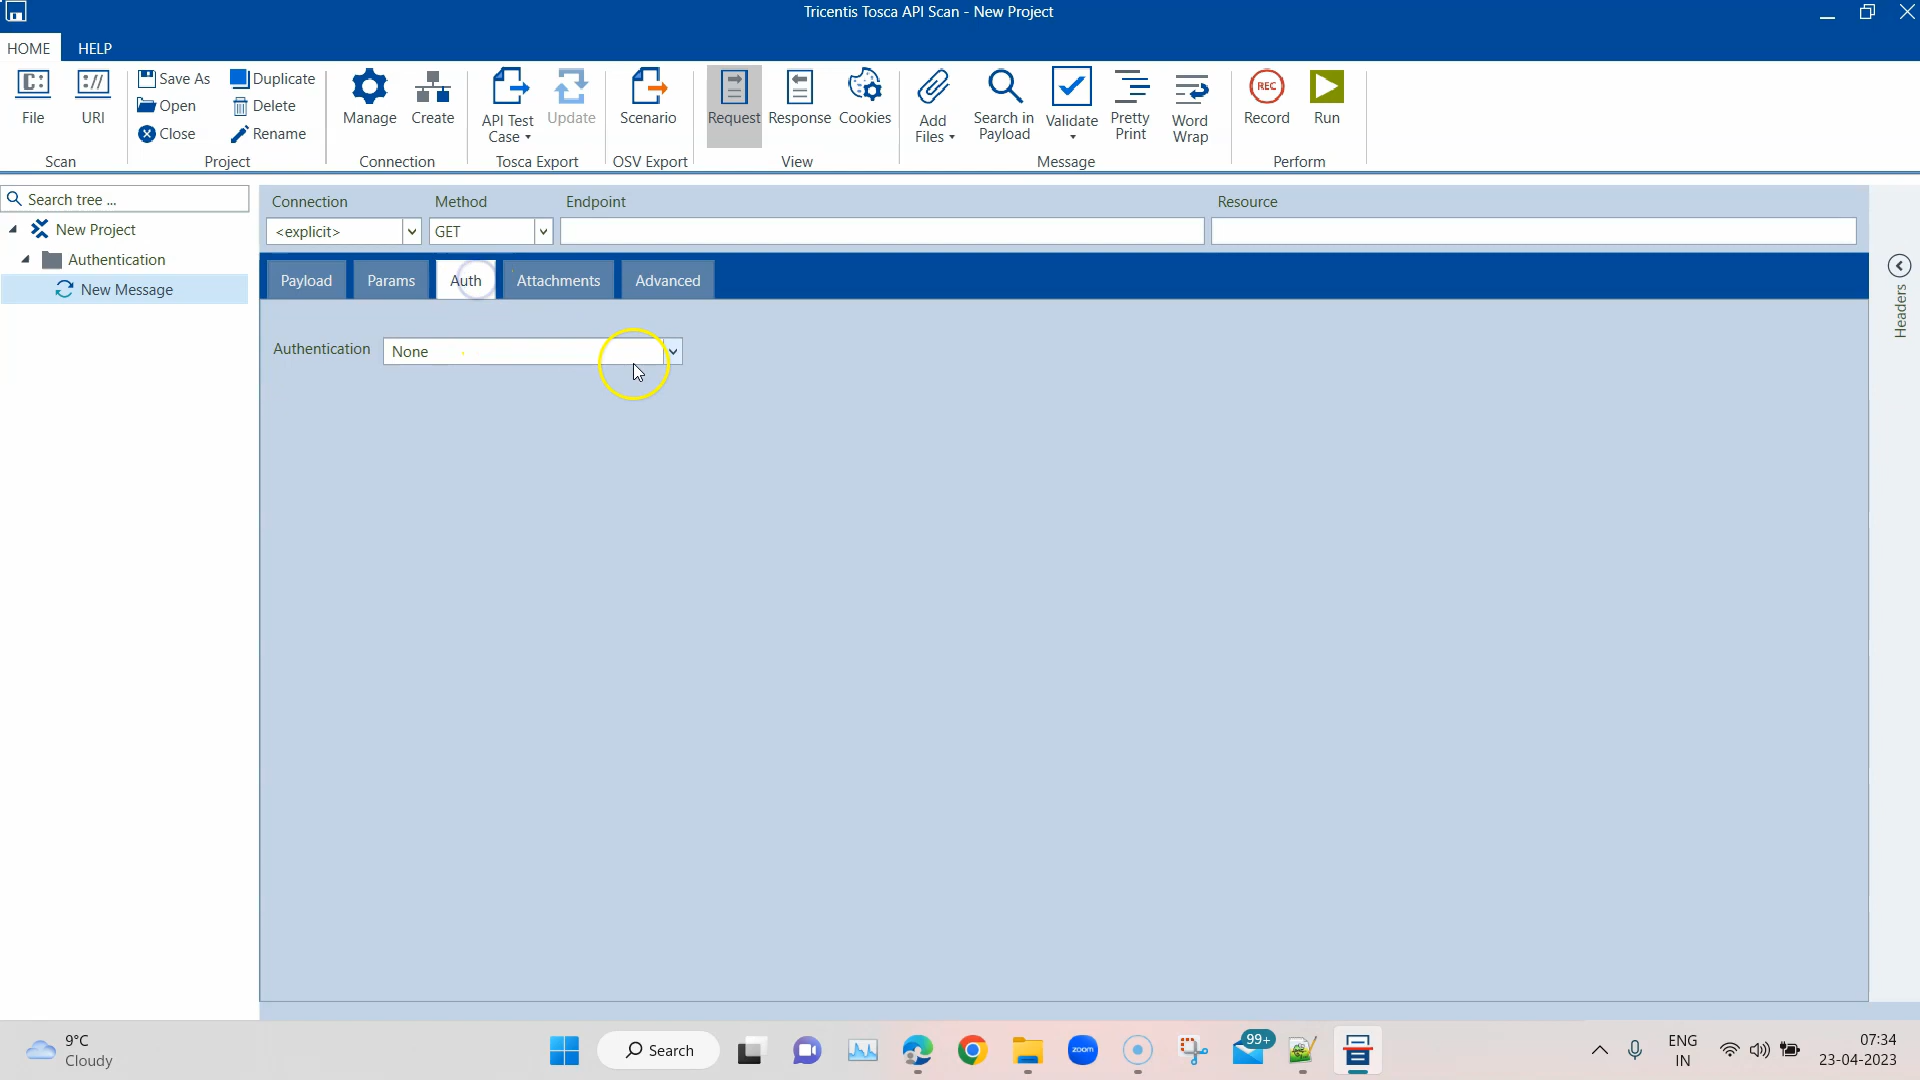 Tricentis Tosca API Scan - New Project
HOME HELP
File URI
Save As Duplicate
Open Delete
Close Rename
Manage Create
API Test Case Update
Scenario
Request Response Cookies
Add Files Search in Payload Validate Pretty Print Word Wrap
REC
Record Run
Scan Project Connection Tosca Export OSV Export View Message Perform
Search tree ...
New Project
Authentication
New Message
Connection Method Endpoint Resource
<explicit> GET
Payload Params Auth Attachments Advanced
Headers
Authentication None
9°C
Cloudy
Search
zoom
99+
ENG
IN
07:34
23-04-2023